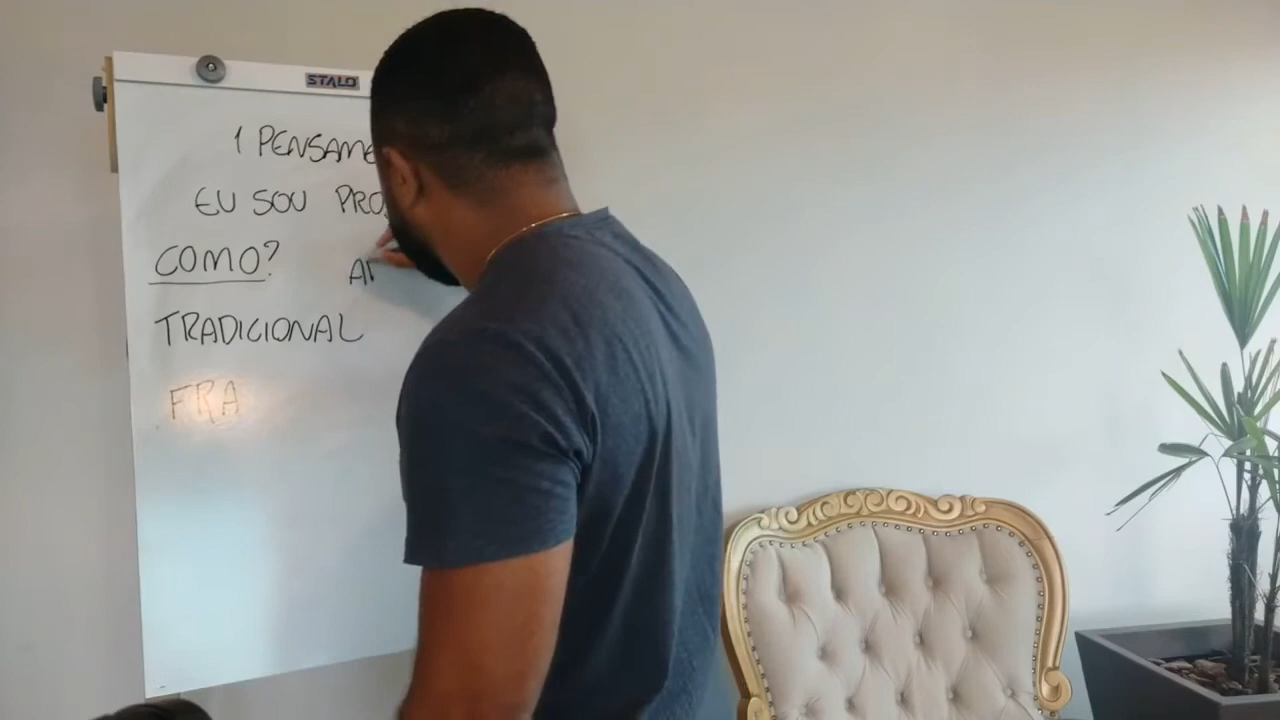 STALO
1 PENSAME
EU SOU PRO
COMO?
TRADICIONAL
FRA